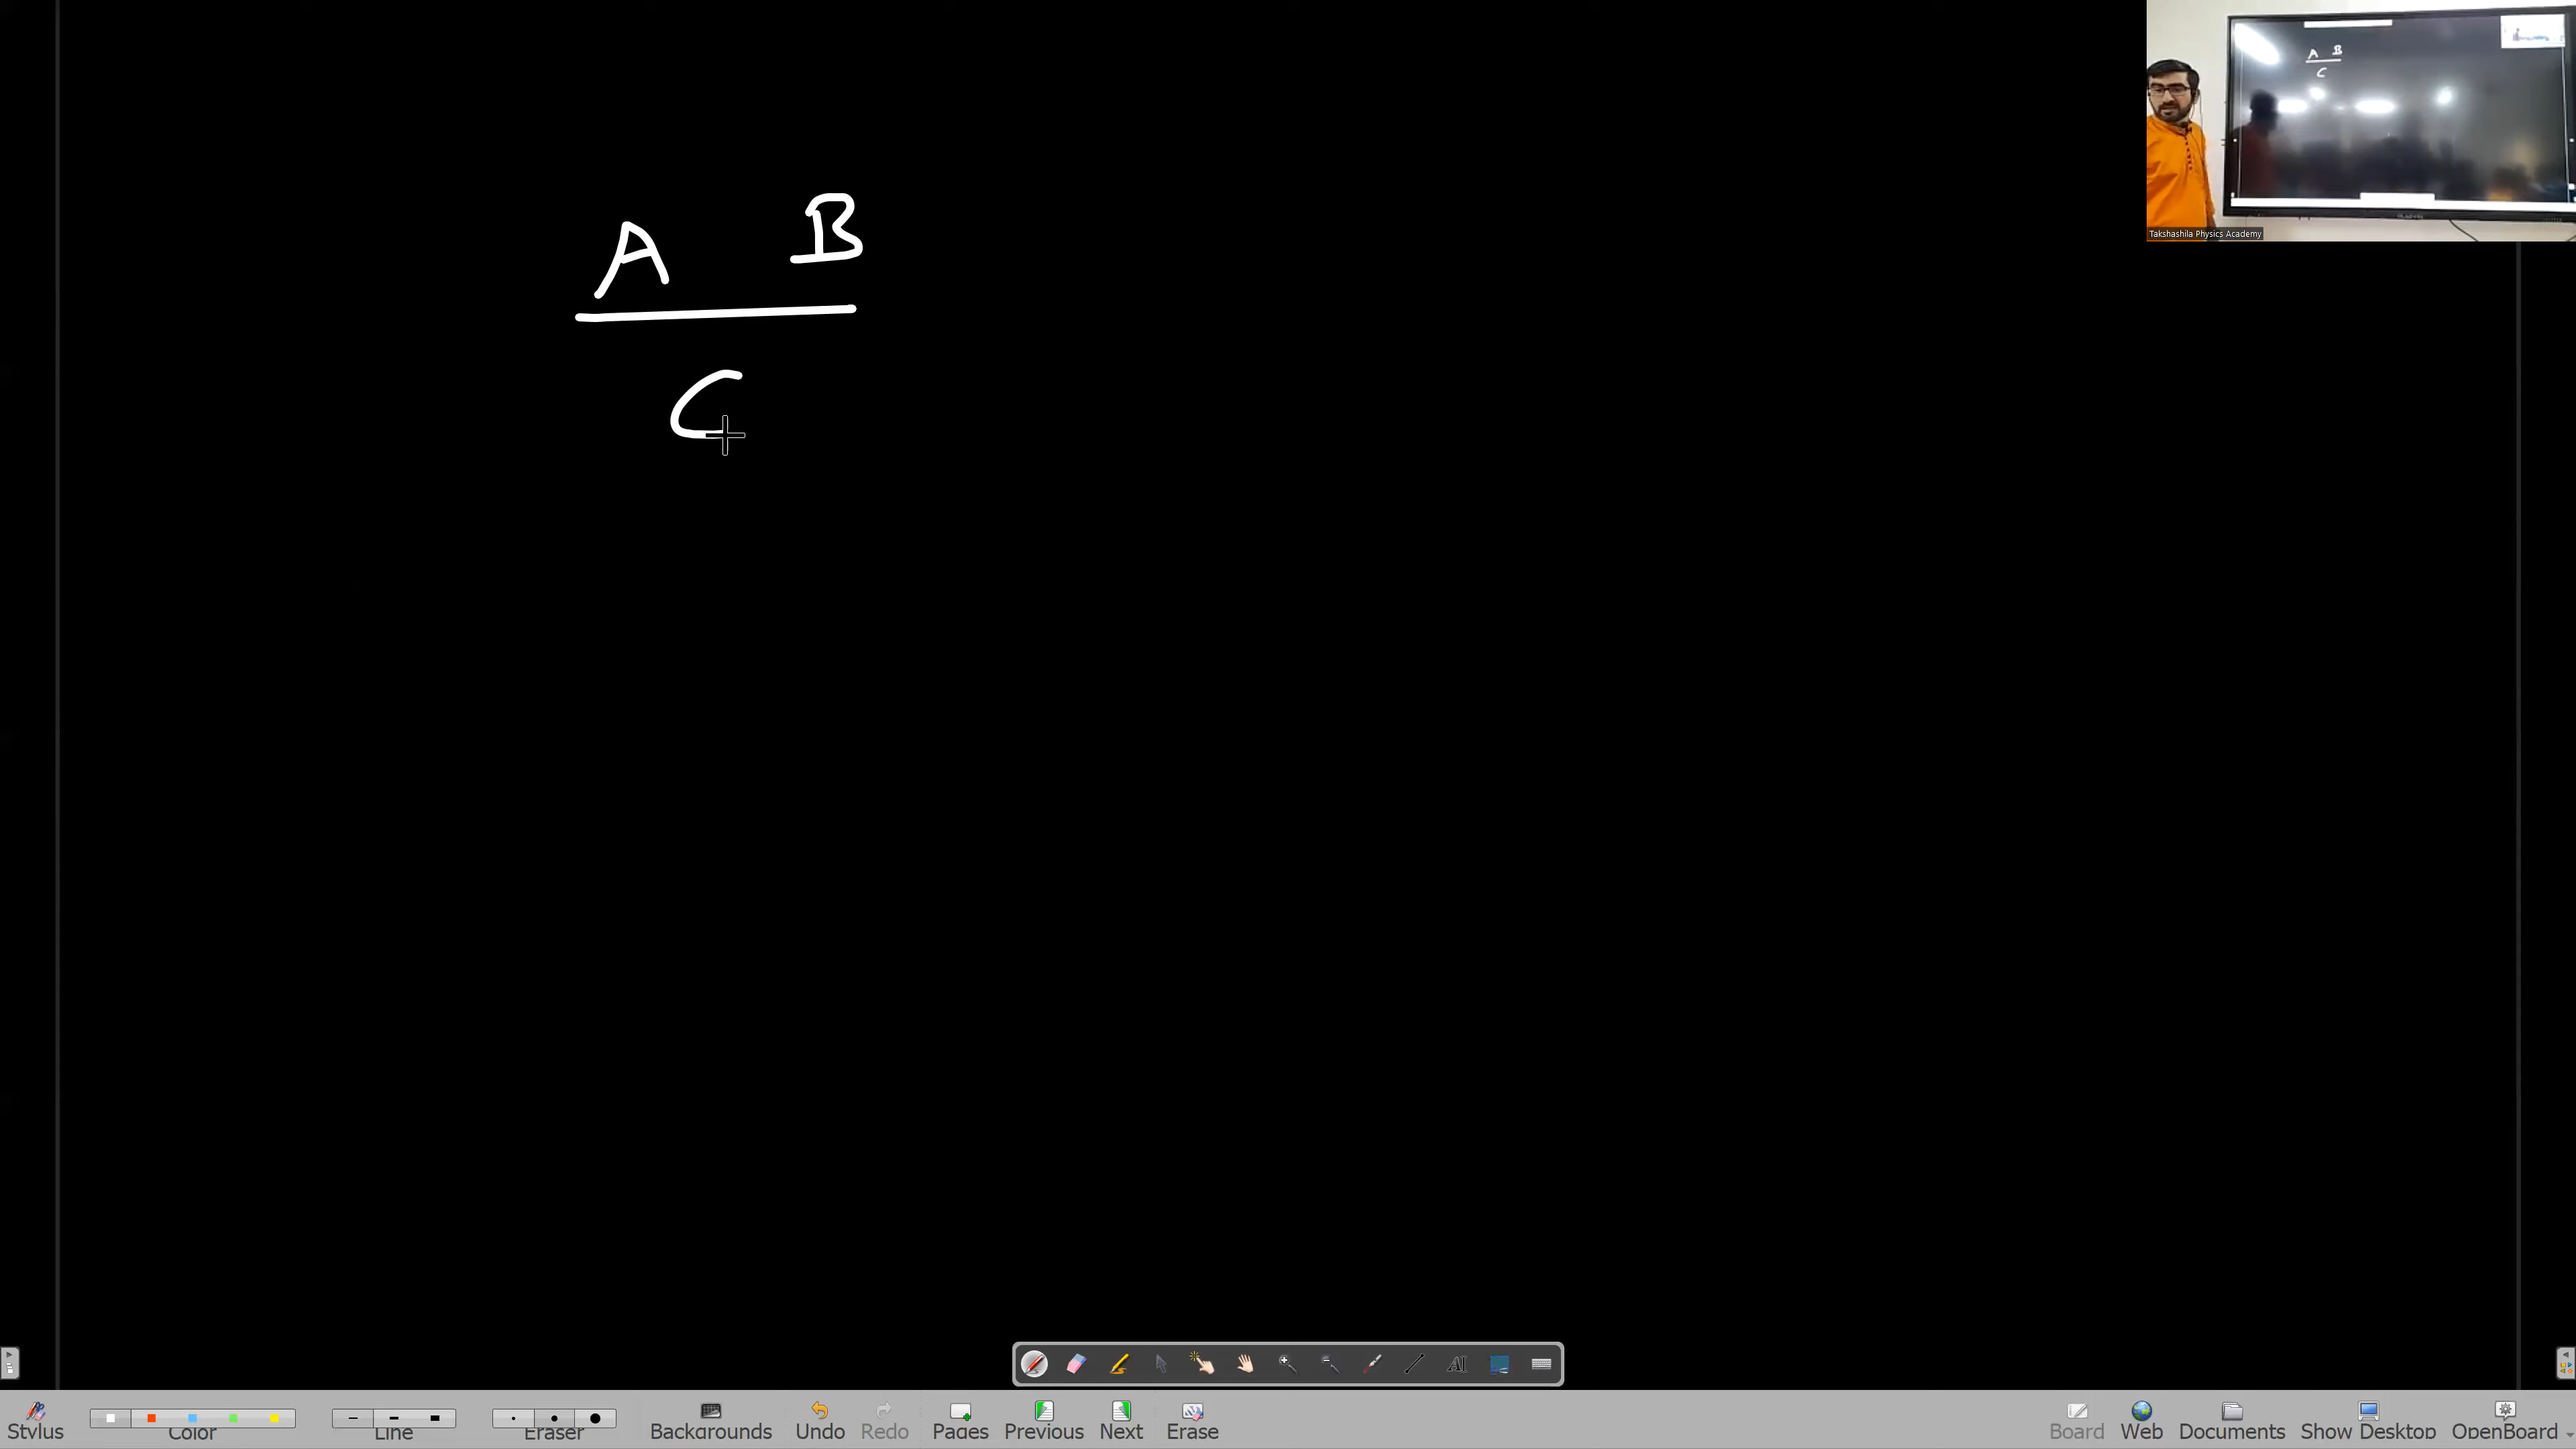 A B
C
Takshashila Physics Academy
A B
C
Stylus Color Line Eraser Backgrounds Undo Redo Pages Previous Next Erase Board Web Documents Show Desktop OpenBoard